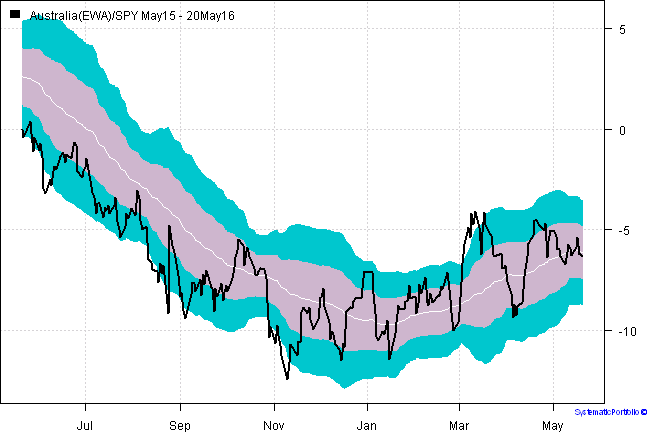 Australia(EWA)/SPY May15 - 20May16
5
0
-5
-10
Jul Sep Nov Jan Mar May
SystematicPortfolio ©